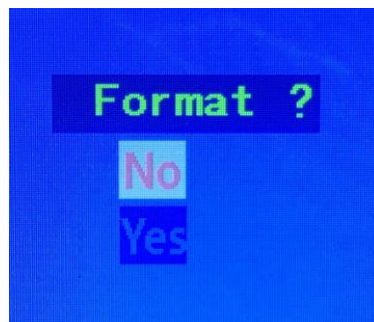 Format ?
No
Yes